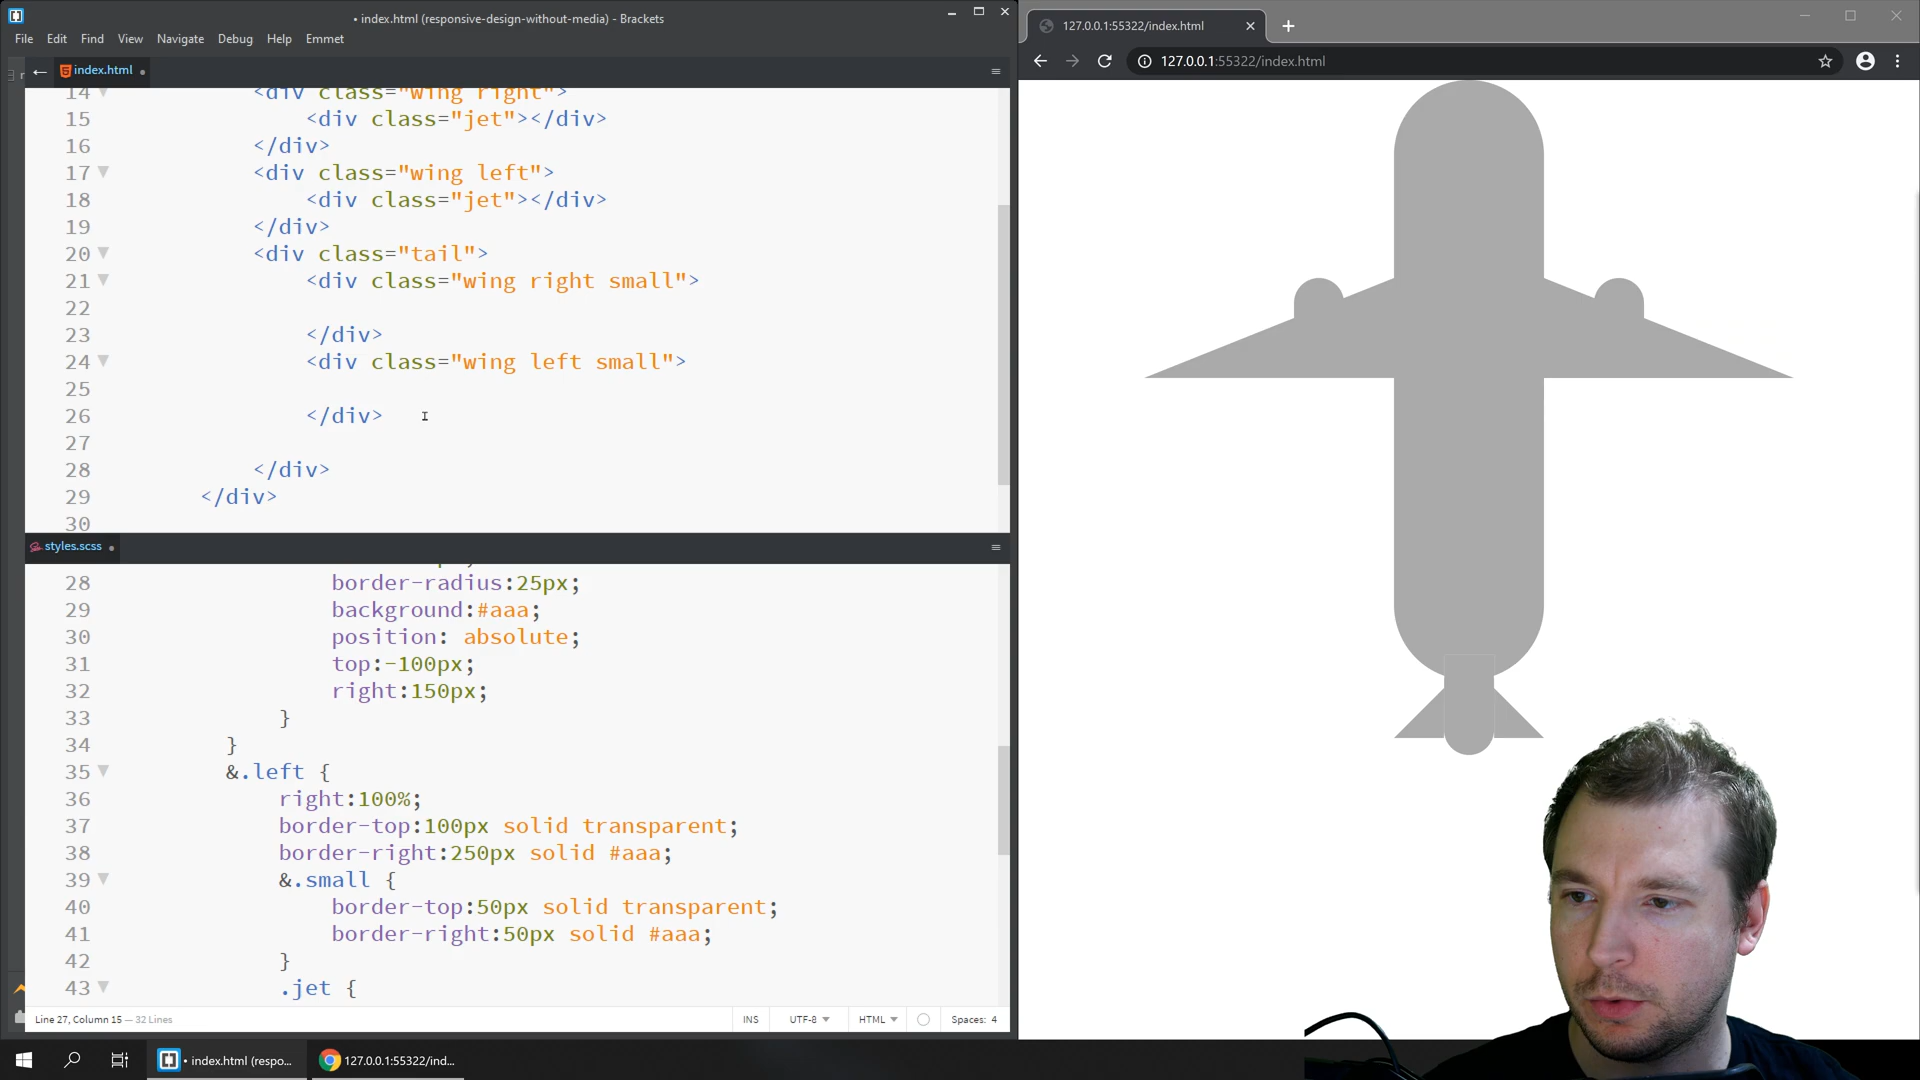 index.html (responsive-design-without-media) - Brackets
File Edit Find View Navigate Debug Help Emmet
index.html
14 <div class="wing right">
15 <div class="jet"></div>
16 </div>
17 <div class="wing left">
18 <div class="jet"></div>
19 </div>
20 <div class="tail">
21 <div class="wing right small">
22
23 </div>
24 <div class="wing left small">
25
26 </div>
27
28 </div>
29 </div>
30
styles.scss
28 border-radius:25px;
29 background:#aaa;
30 position: absolute;
31 top:-100px;
32 right:150px;
33 }
34 }
35 &.left {
36 right:100%;
37 border-top:100px solid transparent;
38 border-right:250px solid #aaa;
39 &.small {
40 border-top:50px solid transparent;
41 border-right:50px solid #aaa;
42 }
43 .jet {
Line 27, Column 15 — 32 Lines INS UTF-8 HTML Spaces: 4
127.0.0.1:55322/index.html
127.0.0.1:55322/index.html
• index.html (respo...
127.0.0.1:55322/ind...